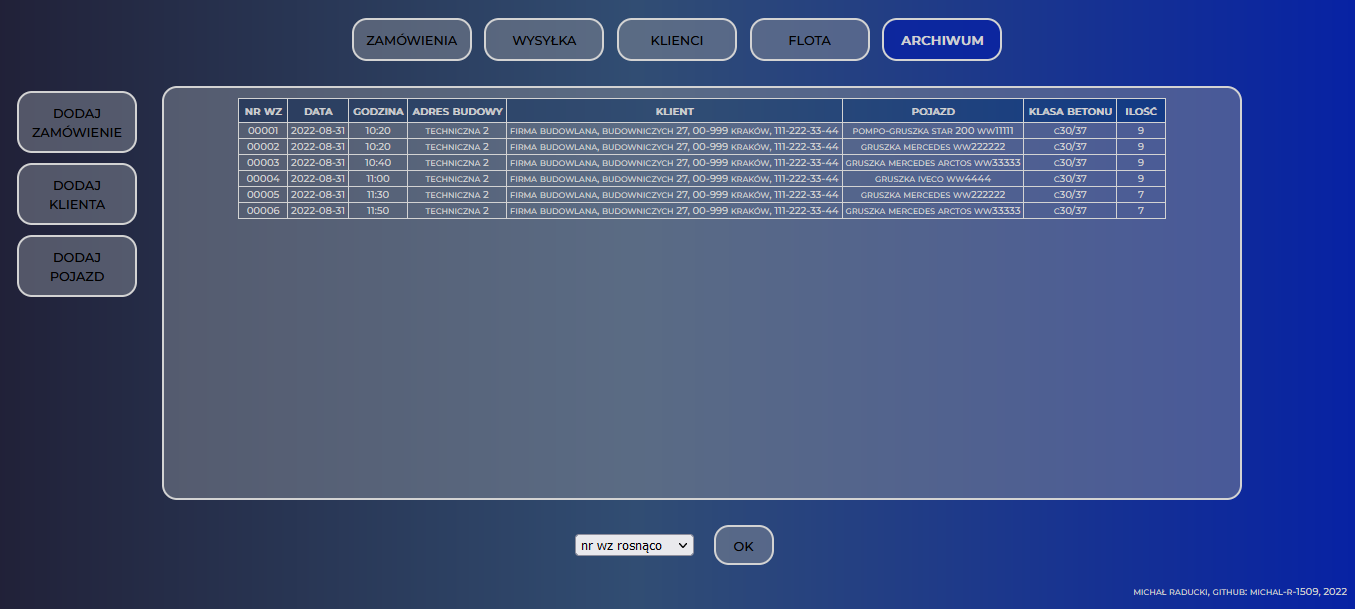 ZAMÓWIENIA WYSYŁKA KLIENCI FLOTA ARCHIWUM
DODAJ
ZAMÓWIENIE
DODAJ
KLIENTA
DODAJ
POJAZD
NR WZ DATA GODZINA ADRES BUDOWY KLIENT POJAZD KLASA BETONU ILOŚĆ
00001 2022-08-31 10:20 TECHNICZNA 2 FIRMA BUDOWLANA, BUDOWNICZYCH 27, 00-999 KRAKÓW, 111-222-33-44 POMPO-GRUSZKA STAR 200 WW11111 C30/37 9
00002 2022-08-31 10:20 TECHNICZNA 2 FIRMA BUDOWLANA, BUDOWNICZYCH 27, 00-999 KRAKÓW, 111-222-33-44 GRUSZKA MERCEDES WW222222 C30/37 9
00003 2022-08-31 10:40 TECHNICZNA 2 FIRMA BUDOWLANA, BUDOWNICZYCH 27, 00-999 KRAKÓW, 111-222-33-44 GRUSZKA MERCEDES ARCTOS WW33333 C30/37 9
00004 2022-08-31 11:00 TECHNICZNA 2 FIRMA BUDOWLANA, BUDOWNICZYCH 27, 00-999 KRAKÓW, 111-222-33-44 GRUSZKA IVECO WW4444 C30/37 9
00005 2022-08-31 11:30 TECHNICZNA 2 FIRMA BUDOWLANA, BUDOWNICZYCH 27, 00-999 KRAKÓW, 111-222-33-44 GRUSZKA MERCEDES WW222222 C30/37 7
00006 2022-08-31 11:50 TECHNICZNA 2 FIRMA BUDOWLANA, BUDOWNICZYCH 27, 00-999 KRAKÓW, 111-222-33-44 GRUSZKA MERCEDES ARCTOS WW33333 C30/37 7
nr wz rosnąco OK
MICHAŁ RADUCKI, GITHUB: MICHAL-R-1509, 2022